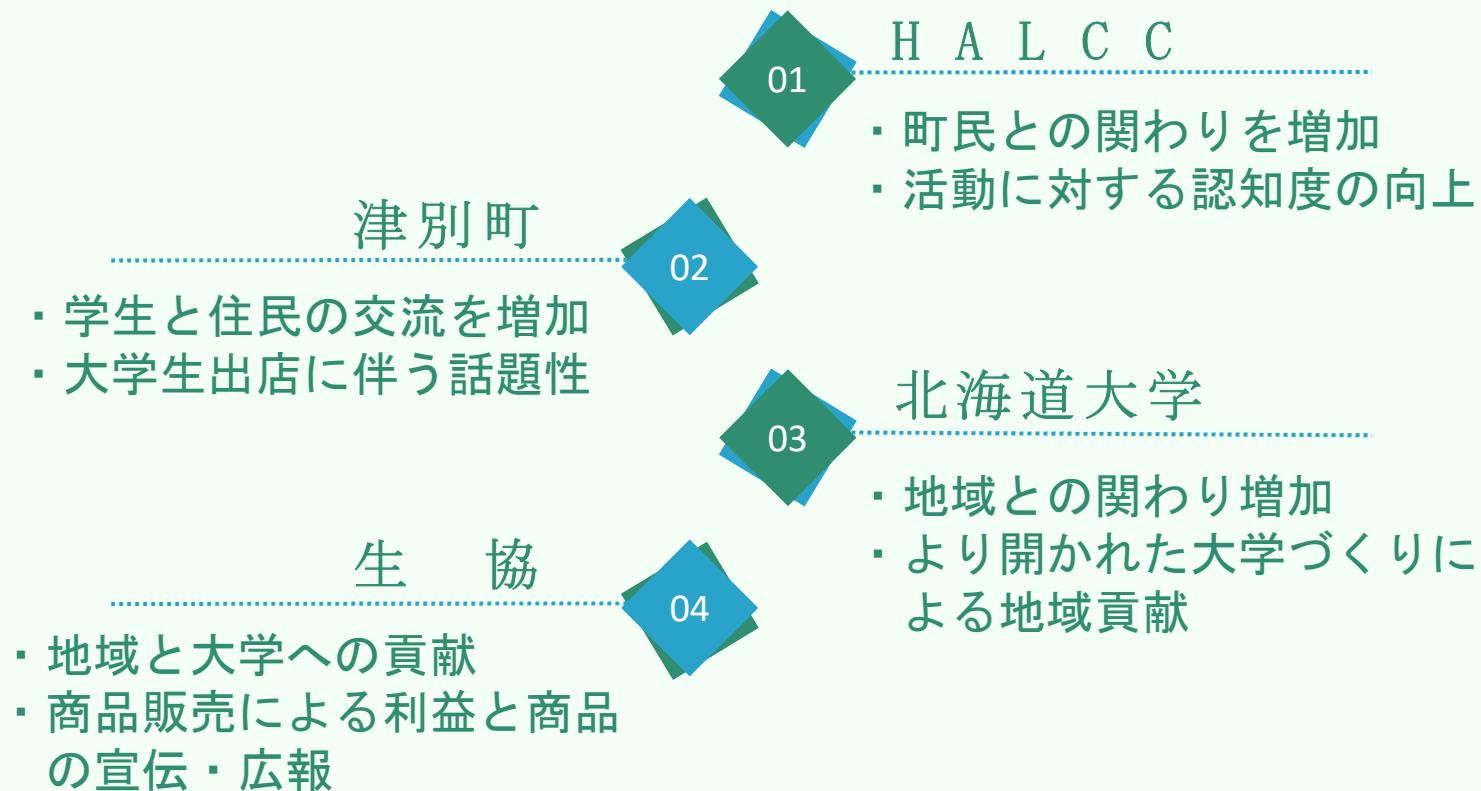 01
ＨＡＬＣＣ
・町民との関わりを増加
・活動に対する認知度の向上
津別町
02
・学生と住民の交流を増加
・大学生出店に伴う話題性
03
北海道大学
・地域との関わり増加
・より開かれた大学づくりに
よる地域貢献
生　協
04
・地域と大学への貢献
・商品販売による利益と商品
の宣伝・広報